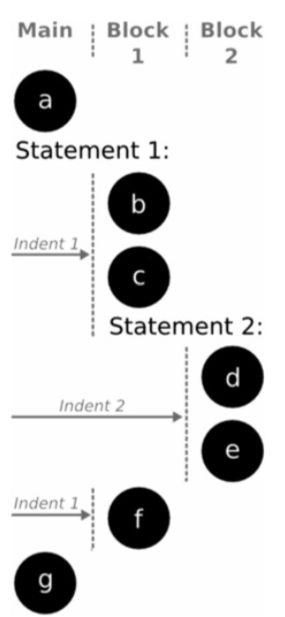 Main Block Block
1 2
a
Statement 1:
b
Indent 1
c
Statement 2:
d
Indent 2
e
Indent 1
f
g